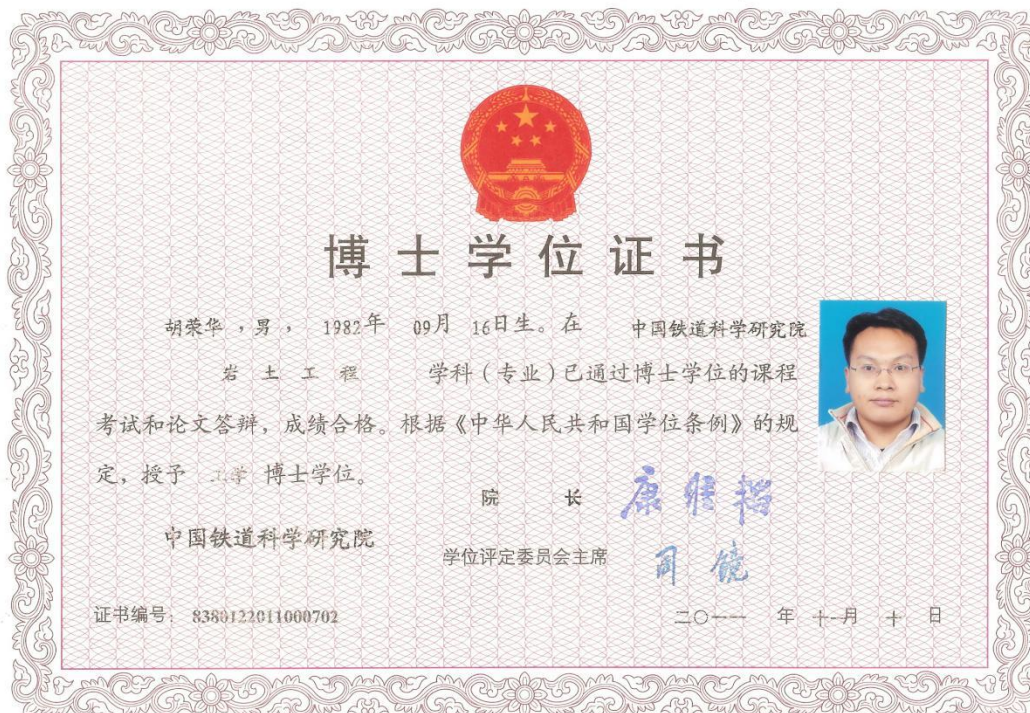 博士学位证书
胡荣华，男， 1982年 09月 16日生。在 中国铁道科学研究院
岩土工程 学科（专业）已通过博士学位的课程
考试和论文答辩，成绩合格。根据《中华人民共和国学位条例》的规
定，授予 工学 博士学位。
院 长
中国铁道科学研究院
学位评定委员会主席 周镜
证书编号： 8380122011000702 二〇一一 年 十一月 十 日